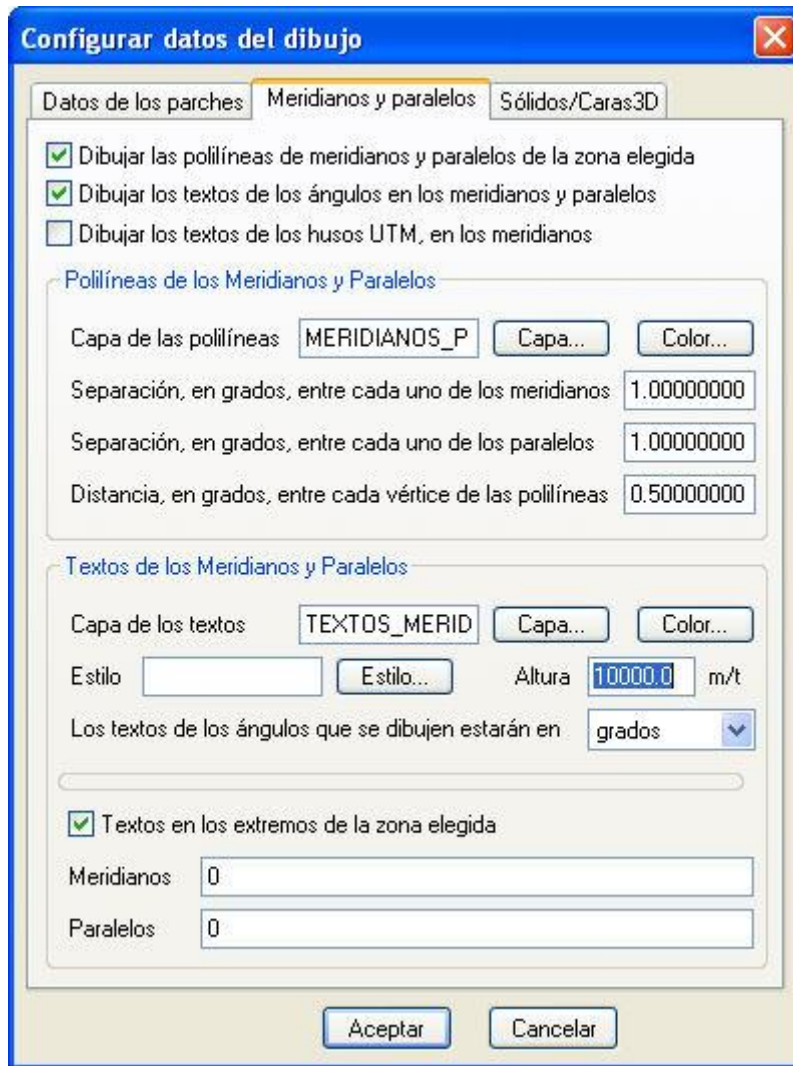 Configurar datos del dibujo
Datos de los parches Meridianos y paralelos Sólidos/Caras3D
Dibujar las polilíneas de meridianos y paralelos de la zona elegida
Dibujar los textos de los ángulos en los meridianos y paralelos
Dibujar los textos de los husos UTM, en los meridianos
Polilíneas de los Meridianos y Paralelos
Capa de las polilíneas MERIDIANOS_P Capa... Color...
Separación, en grados, entre cada uno de los meridianos 1.00000000
Separación, en grados, entre cada uno de los paralelos 1.00000000
Distancia, en grados, entre cada vértice de las polilíneas 0.50000000
Textos de los Meridianos y Paralelos
Capa de los textos TEXTOS_MERID Capa... Color...
Estilo Estilo... Altura 10000.0 m/t
Los textos de los ángulos que se dibujen estarán en grados
Textos en los extremos de la zona elegida
Meridianos 0
Paralelos 0
Aceptar Cancelar